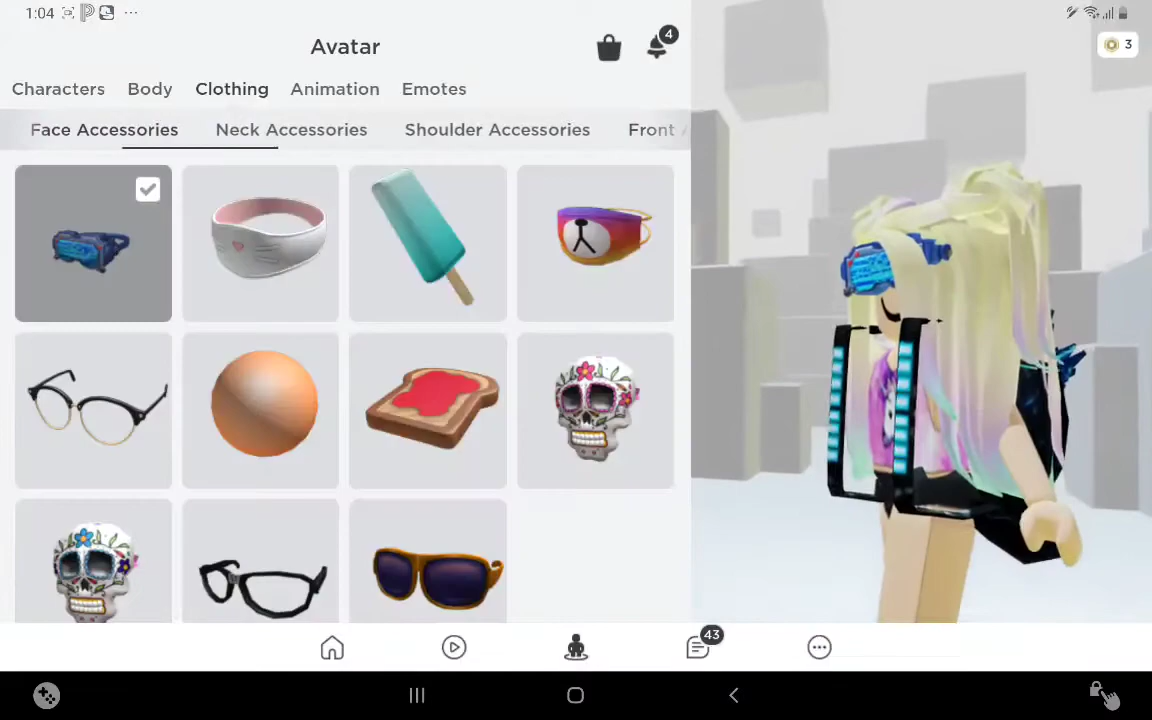 1:04
Avatar
4
3
Characters Body Clothing Animation Emotes
Face Accessories Neck Accessories Shoulder Accessories Front
43